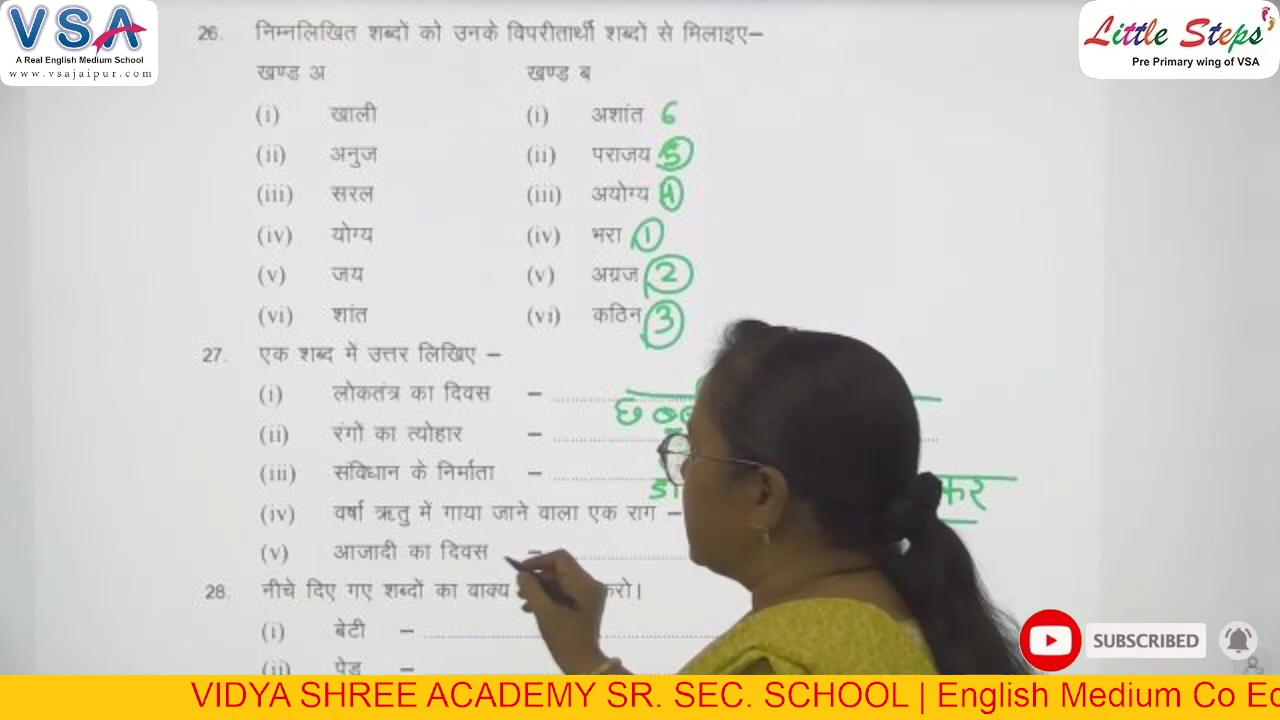 VSA
A Real English Medium School
www.vsajaipur.com
Little Steps
Pre Primary wing of VSA
26. निम्नलिखित शब्दों को उनके विपरीतार्थी शब्दों से मिलाइए–
खण्ड अ खण्ड ब
(i) खाली (i) अशांत 6
(ii) अनुज (ii) पराजय 5
(iii) सरल (iii) अयोग्य 4
(iv) योग्य (iv) भरा 1
(v) जय (v) अग्रज 2
(vi) शांत (vi) कठिन 3
27. एक शब्द में उत्तर लिखिए –
(i) लोकतंत्र का दिवस –
(ii) रंगों का त्योहार –
(iii) संविधान के निर्माता –
(iv) वर्षा ऋतु में गाया जाने वाला एक राग –
(v) आजादी का दिवस –
28. नीचे दिए गए शब्दों का वाक्य करो।
(i) बेटी –
(ii) पेड़ –
SUBSCRIBED
VIDYA SHREE ACADEMY SR. SEC. SCHOOL | English Medium Co Ed